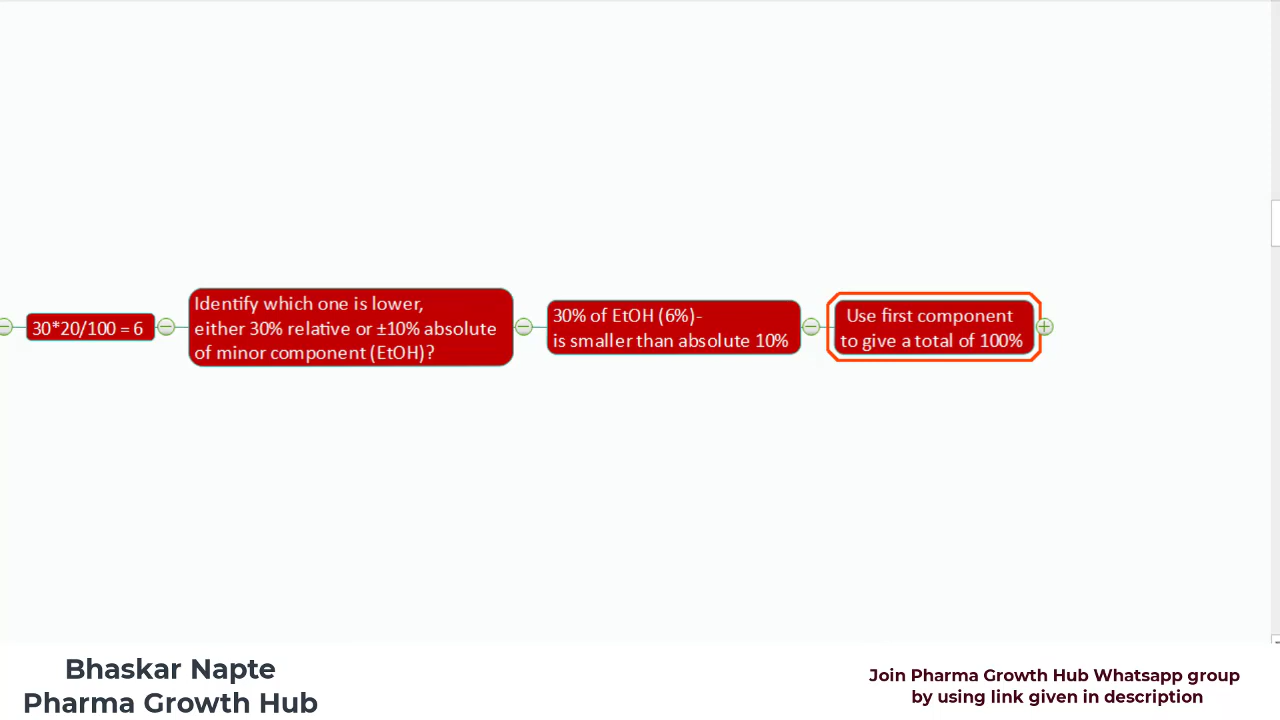 30*20/100 = 6
Identify which one is lower,
either 30% relative or ±10% absolute
of minor component (EtOH)?
30% of EtOH (6%)-
is smaller than absolute 10%
Use first component
to give a total of 100%
Bhaskar Napte
Pharma Growth Hub
Join Pharma Growth Hub Whatsapp group
by using link given in description